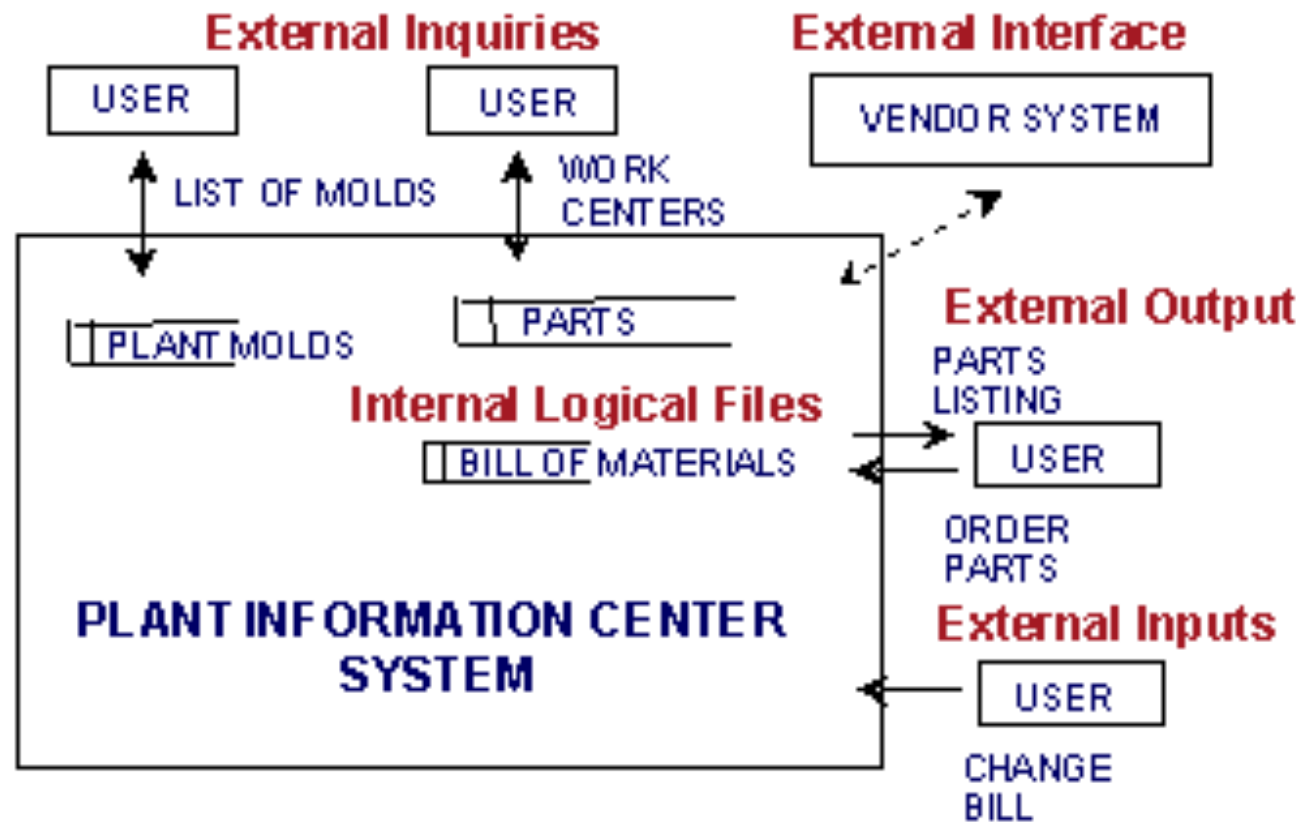 External Inquiries
External Interface
USER
USER
VENDOR SYSTEM
LIST OF MOLDS
WORK
CENTERS
PLANT MOLDS
PARTS
External Output
PARTS
LISTING
Internal Logical Files
BILL OF MATERIALS
USER
ORDER
PARTS
PLANT INFORMATION CENTER
SYSTEM
External Inputs
USER
CHANGE
BILL